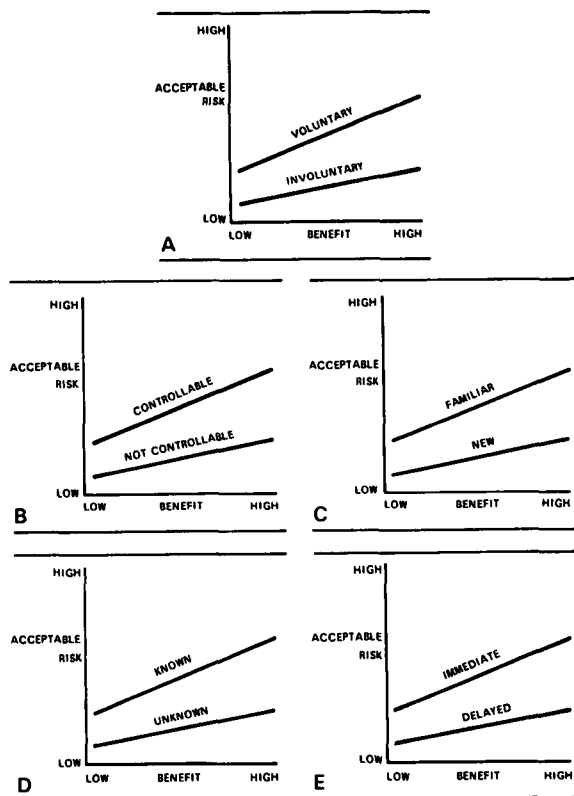 HIGH
ACCEPTABLE
RISK
VOLUNTARY
INVOLUNTARY
LOW
LOW BENEFIT HIGH
A
HIGH
ACCEPTABLE
RISK
CONTROLLABLE
NOT CONTROLLABLE
LOW
LOW BENEFIT HIGH
B
HIGH
ACCEPTABLE
RISK
FAMILIAR
NEW
LOW
LOW BENEFIT HIGH
C
HIGH
ACCEPTABLE
RISK
KNOWN
UNKNOWN
LOW
LOW BENEFIT HIGH
D
HIGH
ACCEPTABLE
RISK
IMMEDIATE
DELAYED
LOW
LOW BENEFIT HIGH
E